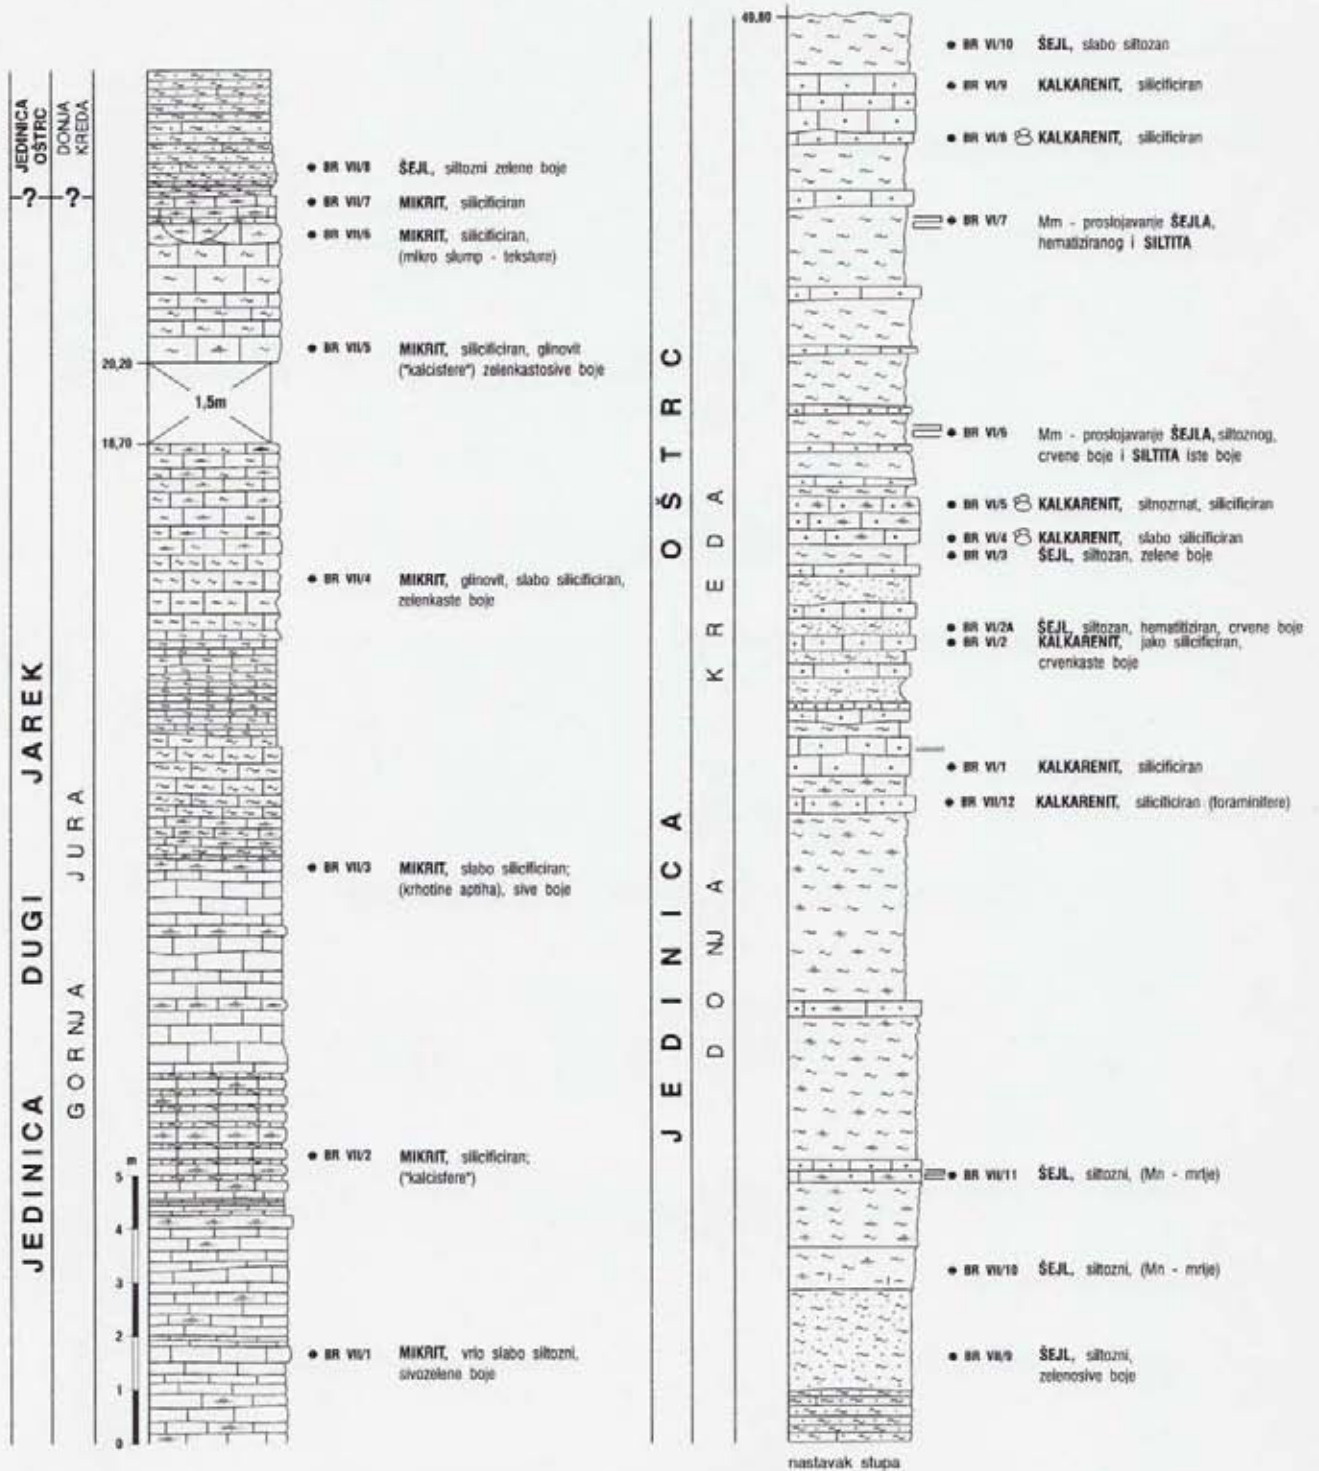 JEDINICA OŠTRC
DONJA KREDA
?
?
JEDINICA DUGI JAREK
GORNJA JURA
20,20
1,5m
18,70
m
5
4
3
2
1
0
BR VII/8 ŠEJL, siltozni zelene boje
BR VII/7 MIKRIT, silicificiran
BR VII/6 MIKRIT, silicificiran,
(mikro slump - teksture)
BR VII/5 MIKRIT, silicificiran, glinovit
("kalcisfere") zelenkastosive boje
BR VII/4 MIKRIT, glinovit, slabo silicificiran,
zelenkaste boje
BR VII/3 MIKRIT, slabo silicificiran;
(krhotine aptiha), sive boje
BR VII/2 MIKRIT, silicificiran;
("kalcisfere")
BR VII/1 MIKRIT, vrlo slabo siltozni,
sivozelene boje
JEDINICA OŠTRC
DONJA KREDA
49,80
BR VI/10 ŠEJL, slabo siltozan
BR VI/9 KALKARENIT, silicificiran
BR VI/8 KALKARENIT, silicificiran
BR VI/7 Mm - proslojavanje ŠEJLA,
hematiziranog i SILTITA
BR VI/6 Mm - proslojavanje ŠEJLA, siltoznog,
crvene boje i SILTITA iste boje
BR VI/5 KALKARENIT, sitnozrnat, silicificiran
BR VI/4 KALKARENIT, slabo silicificiran
BR VI/3 ŠEJL, siltozan, zelene boje
BR VI/2A ŠEJL, siltozan, hematitiziran, crvene boje
BR VI/2 KALKARENIT, jako silicificiran,
crvenkaste boje
BR VI/1 KALKARENIT, silicificiran
BR VII/12 KALKARENIT, silicificiran (foraminifere)
BR VII/11 ŠEJL, siltozni, (Mn - mrlje)
BR VII/10 ŠEJL, siltozni, (Mn - mrlje)
BR VII/9 ŠEJL, siltozni,
zelenosive boje
nastavak stupa